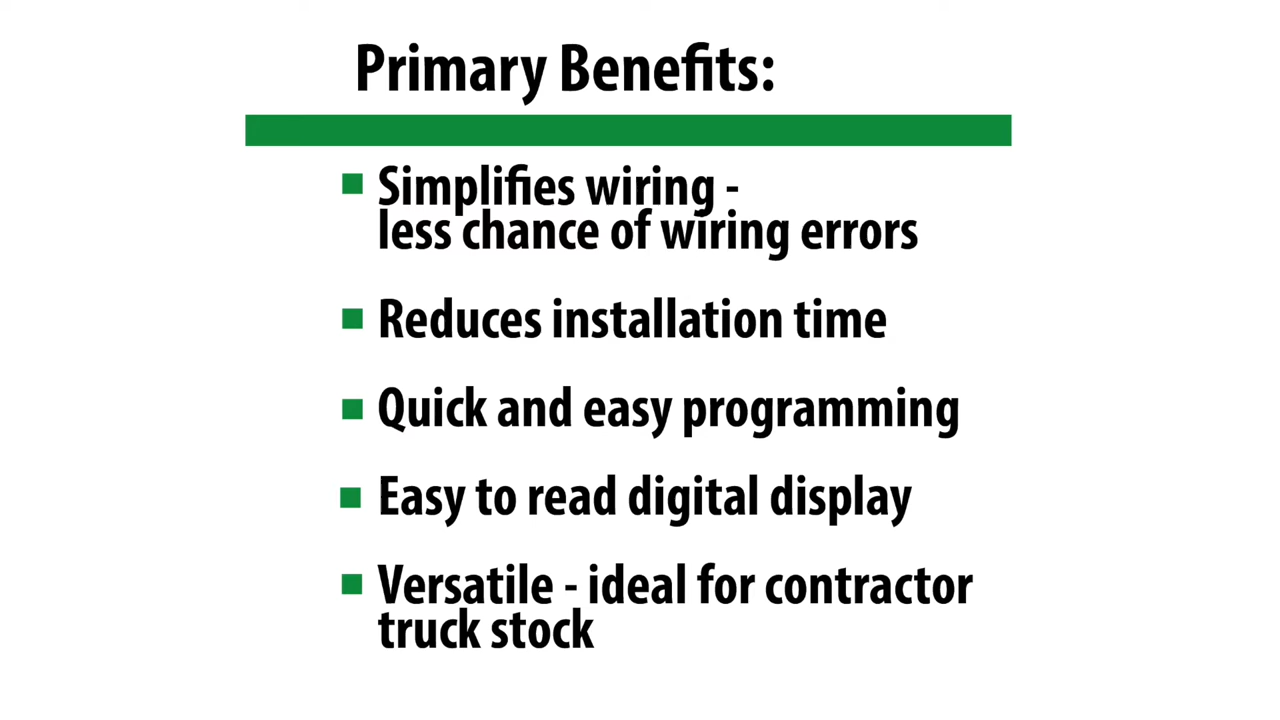 Primary Benefits:
Simplifies wiring -
less chance of wiring errors
Reduces installation time
Quick and easy programming
Easy to read digital display
Versatile - ideal for contractor
truck stock